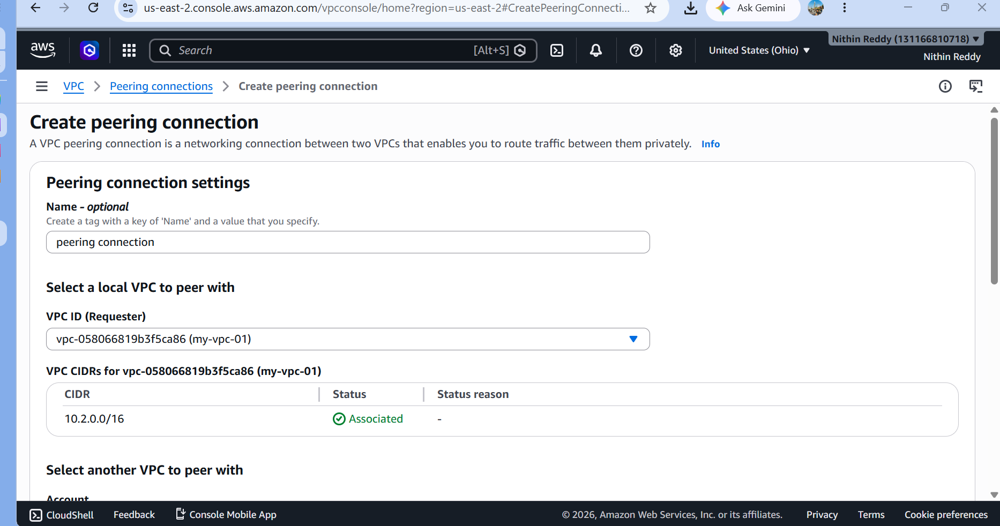 us-east-2.console.aws.amazon.com/vpcconsole/home?region=us-east-2#CreatePeeringConnecti...
Ask Gemini
aws
Search
[Alt+S]
United States (Ohio)
Nithin Reddy (131166810718)
Nithin Reddy
VPC
Peering connections
Create peering connection
Create peering connection
A VPC peering connection is a networking connection between two VPCs that enables you to route traffic between them privately. Info
Peering connection settings
Name - optional
Create a tag with a key of 'Name' and a value that you specify.
peering connection
Select a local VPC to peer with
VPC ID (Requester)
vpc-058066819b3f5ca86 (my-vpc-01)
VPC CIDRs for vpc-058066819b3f5ca86 (my-vpc-01)
CIDR Status Status reason
10.2.0.0/16 Associated -
Select another VPC to peer with
Account
CloudShell Feedback Console Mobile App © 2026, Amazon Web Services, Inc. or its affiliates. Privacy Terms Cookie preferences